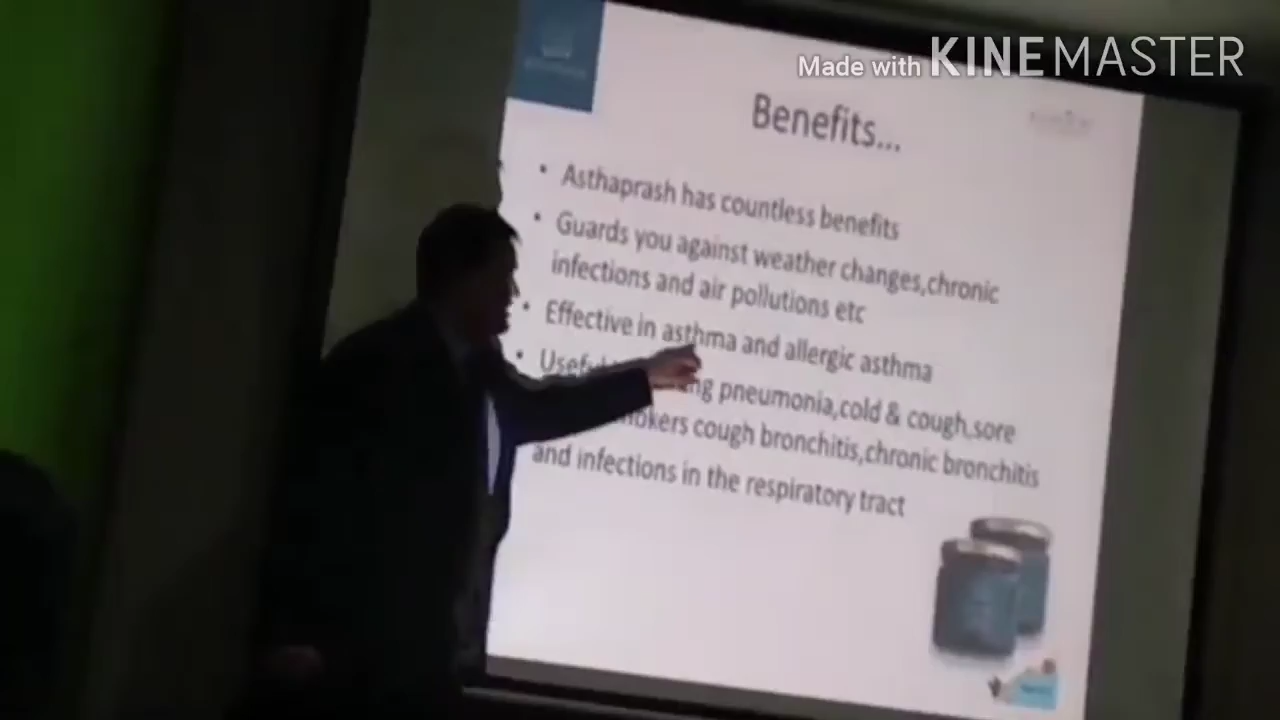 Made with KINEMASTER
Benefits...
• Asthaprash has countless benefits
• Guards you against weather changes,chronic
infections and air pollutions etc
• Effective in asthma and allergic asthma
• pneumonia,cold & cough,sore
cough bronchitis,chronic bronchitis
and infections in the respiratory tract